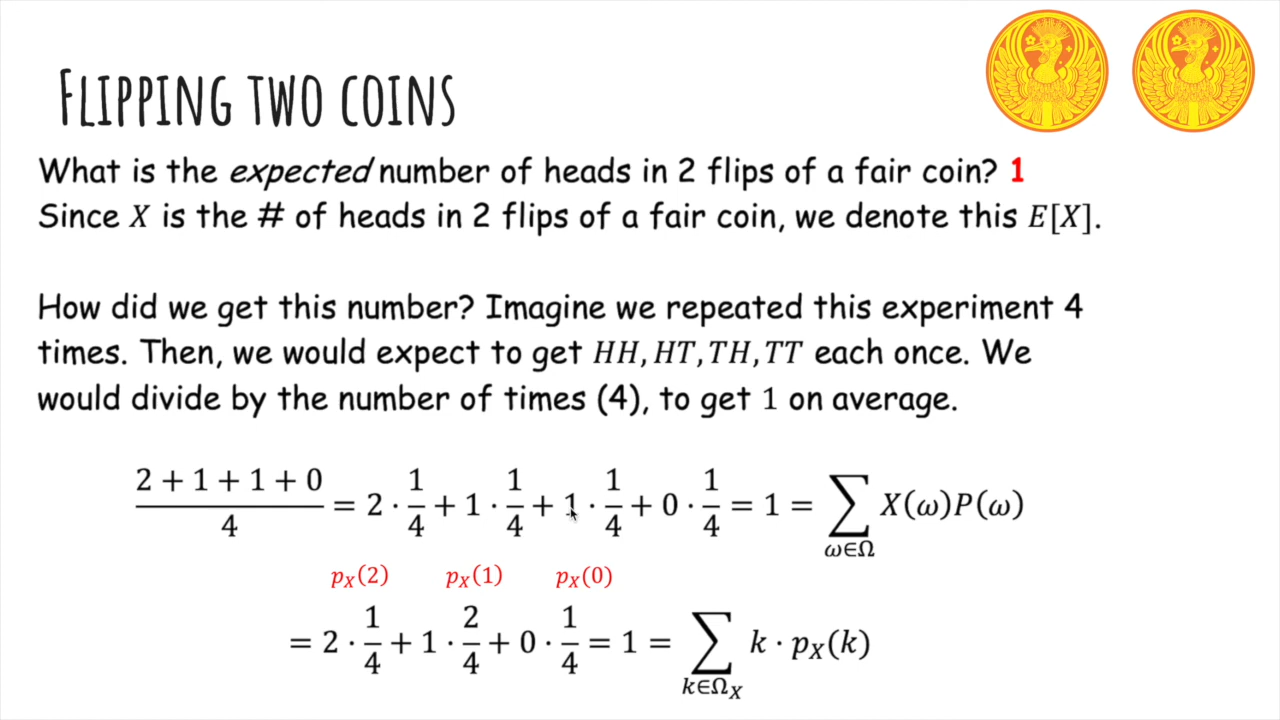 FLIPPING TWO COINS
What is the expected number of heads in 2 flips of a fair coin? 1
Since X is the # of heads in 2 flips of a fair coin, we denote this E[X].
How did we get this number? Imagine we repeated this experiment 4
times. Then, we would expect to get HH, HT, TH, TT each once. We
would divide by the number of times (4), to get 1 on average.
(2 + 1 + 1 + 0)/4 = 2 · 1/4 + 1 · 1/4 + 1 · 1/4 + 0 · 1/4 = 1 = ∑_{ω∈Ω} X(ω)P(ω)
p_X(2) p_X(1) p_X(0)
= 2 · 1/4 + 1 · 2/4 + 0 · 1/4 = 1 = ∑_{k∈Ω_X} k · p_X(k)